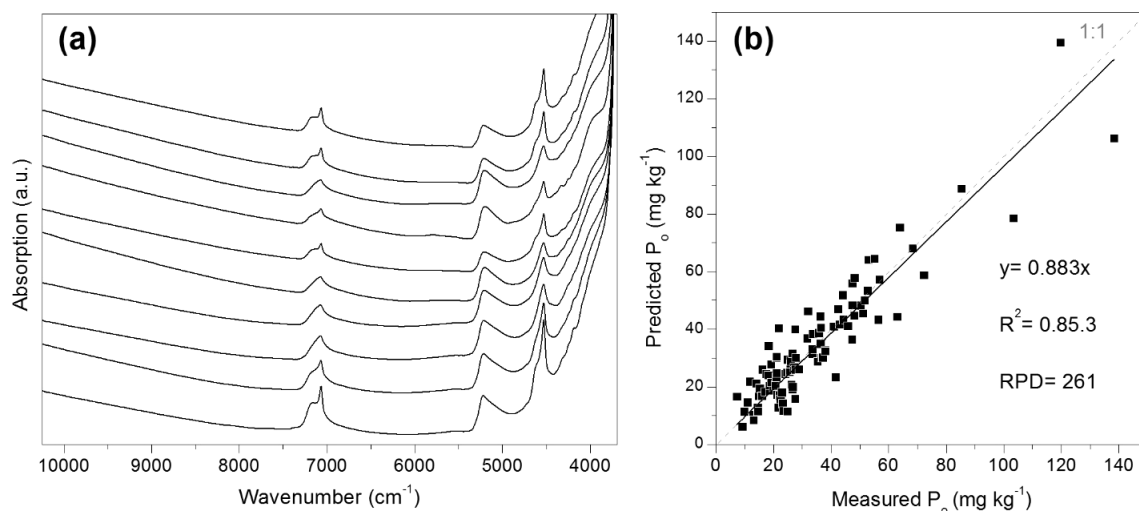 (a)
Absorption (a.u.)
10000 9000 8000 7000 6000 5000 4000
Wavenumber (cm⁻¹)
(b)
1:1
Predicted Pₒ (mg kg⁻¹)
140
120
100
80
60
40
20
0
y= 0.883x
R²= 0.85.3
RPD= 261
0 20 40 60 80 100 120 140
Measured Pₒ (mg kg⁻¹)